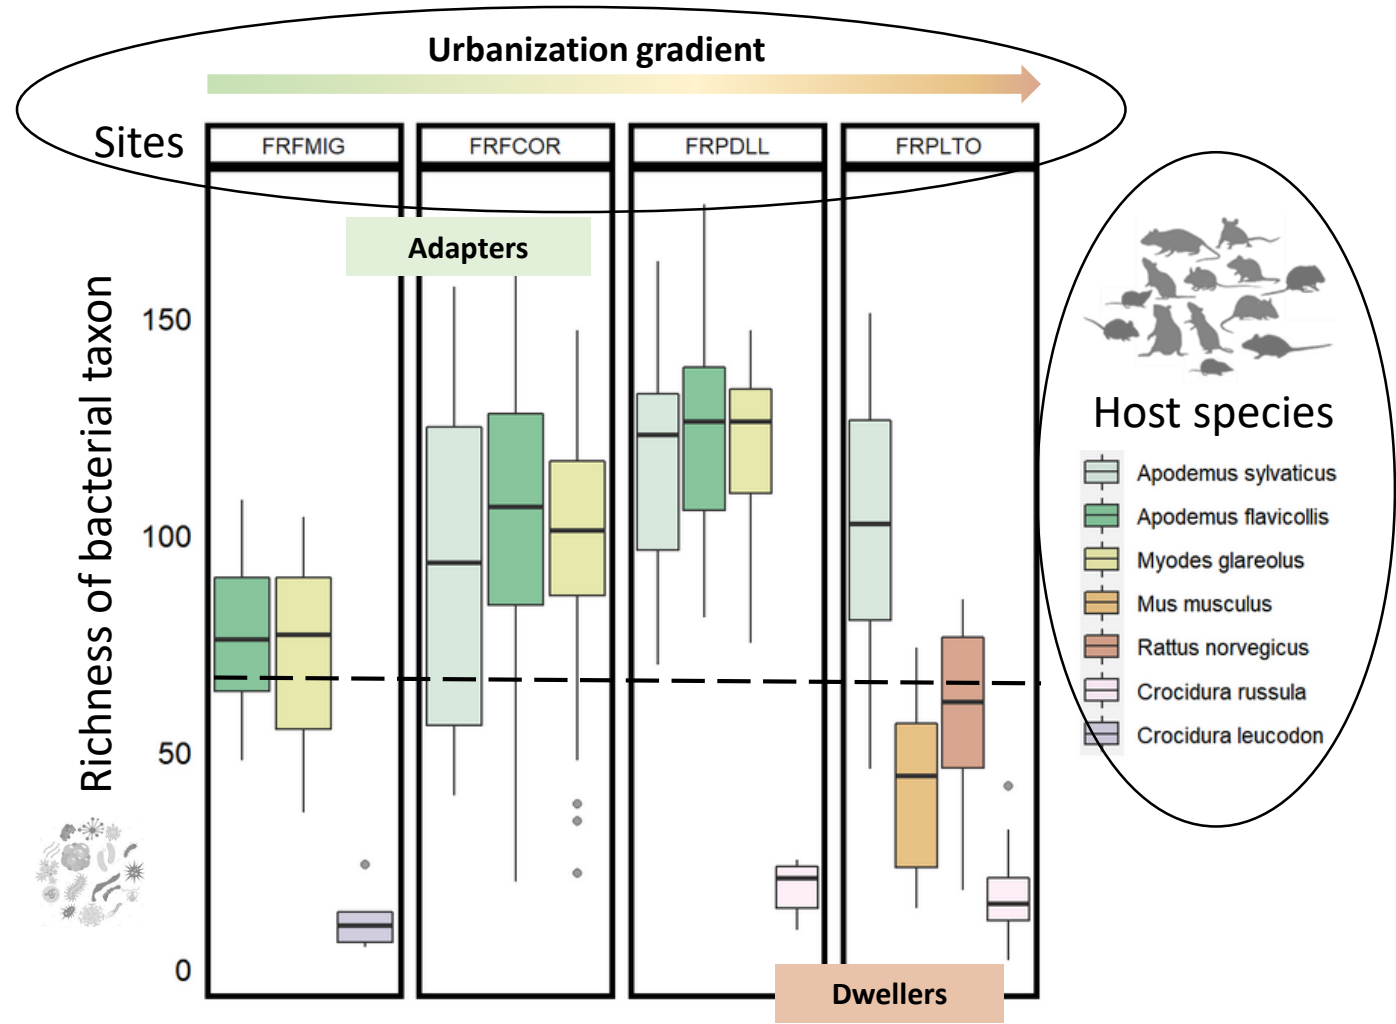 Urbanization gradient
Sites
FRFMIG
FRFCOR
FRPDLL
FRPLTO
Adapters
Richness of bacterial taxon
150
100
50
0
Dwellers
Host species
Apodemus sylvaticus
Apodemus flavicollis
Myodes glareolus
Mus musculus
Rattus norvegicus
Crocidura russula
Crocidura leucodon